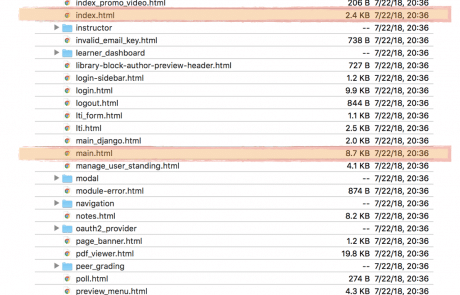 index_promo_video.html 206 B 7/22/18, 20:36
index.html 2.4 KB 7/22/18, 20:36
instructor -- 7/22/18, 20:36
invalid_email_key.html 738 B 7/22/18, 20:36
learner_dashboard -- 7/22/18, 20:36
library-block-author-preview-header.html 727 B 7/22/18, 20:36
login-sidebar.html 1.2 KB 7/22/18, 20:36
login.html 9.9 KB 7/22/18, 20:36
logout.html 844 B 7/22/18, 20:36
lti_form.html 1.1 KB 7/22/18, 20:36
lti.html 2.5 KB 7/22/18, 20:36
main_django.html 2.0 KB 7/22/18, 20:36
main.html 8.7 KB 7/22/18, 20:36
manage_user_standing.html 4.1 KB 7/22/18, 20:36
modal -- 7/22/18, 20:36
module-error.html 874 B 7/22/18, 20:36
navigation -- 7/22/18, 20:36
notes.html 8.2 KB 7/22/18, 20:36
oauth2_provider -- 7/22/18, 20:36
page_banner.html 1.2 KB 7/22/18, 20:36
pdf_viewer.html 19.8 KB 7/22/18, 20:36
peer_grading -- 7/22/18, 20:36
poll.html 274 B 7/22/18, 20:36
preview_menu.html 4.3 KB 7/22/18, 20:36